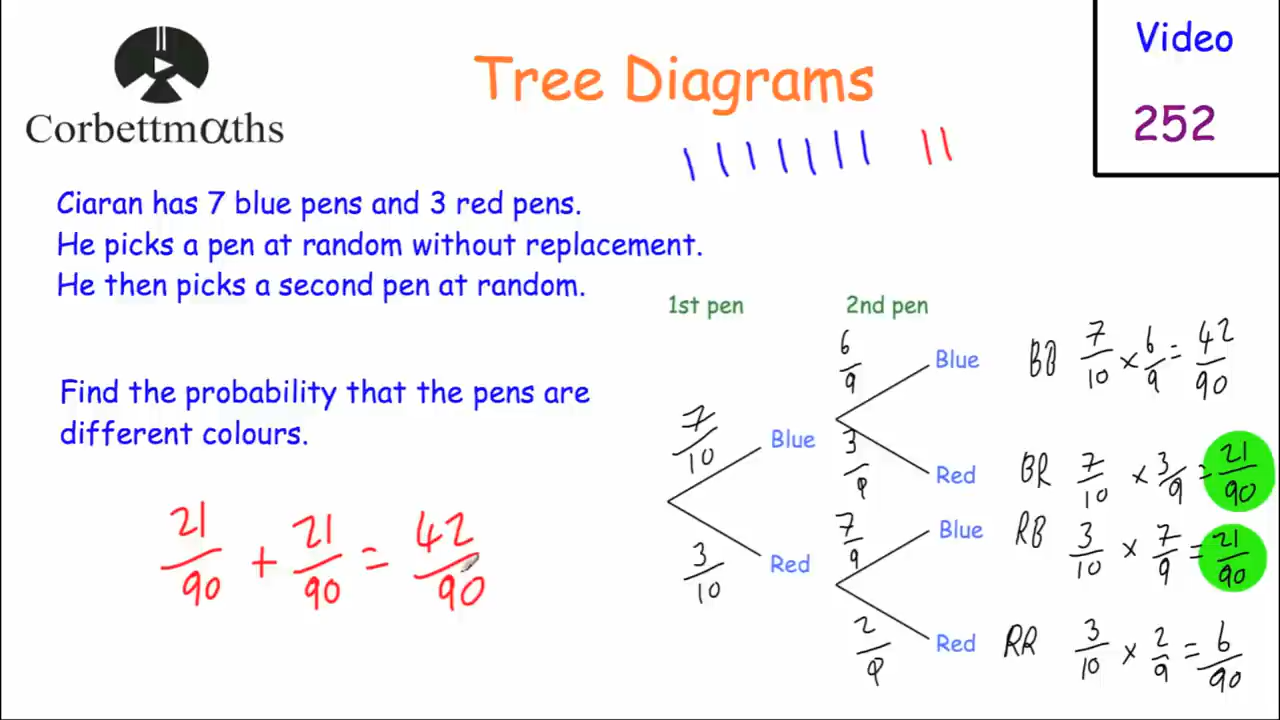 Corbettmαths
Tree Diagrams
Video
252
Ciaran has 7 blue pens and 3 red pens.
He picks a pen at random without replacement.
He then picks a second pen at random.
Find the probability that the pens are
different colours.
21/90 + 21/90 = 42/90
1st pen
2nd pen
7/10 Blue
3/10 Red
6/9 Blue
3/9 Red
7/9 Blue
2/9 Red
BB 7/10 × 6/9 = 42/90
BR 7/10 × 3/9 = 21/90
RB 3/10 × 7/9 = 21/90
RR 3/10 × 2/9 = 6/90